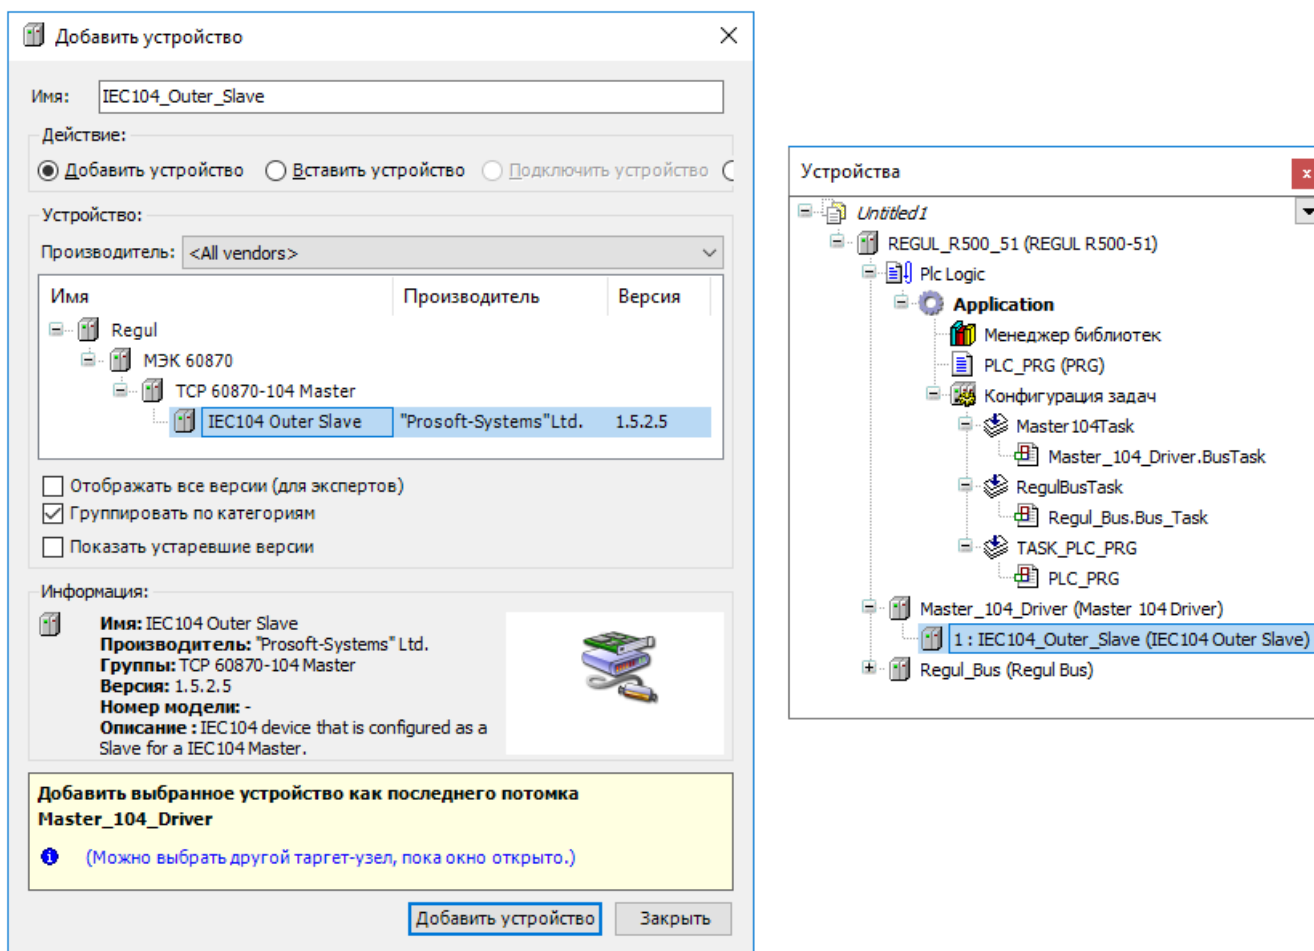 Добавить устройство
Имя: IEC104_Outer_Slave
Действие:
Добавить устройство Вставить устройство Подключить устройство
Устройство:
Производитель: <All vendors>
Имя Производитель Версия
Regul
МЭК 60870
TCP 60870-104 Master
IEC104 Outer Slave "Prosoft-Systems"Ltd. 1.5.2.5
Отображать все версии (для экспертов)
Группировать по категориям
Показать устаревшие версии
Информация:
Имя: IEC104 Outer Slave
Производитель: "Prosoft-Systems" Ltd.
Группы: TCP 60870-104 Master
Версия: 1.5.2.5
Номер модели: -
Описание : IEC104 device that is configured as a
Slave for a IEC104 Master.
Добавить выбранное устройство как последнего потомка
Master_104_Driver
(Можно выбрать другой таргет-узел, пока окно открыто.)
Добавить устройство Закрыть
Устройства x
Untitled1
REGUL_R500_51 (REGUL R500-51)
Plc Logic
Application
Менеджер библиотек
PLC_PRG (PRG)
Конфигурация задач
Master104Task
Master_104_Driver.BusTask
RegulBusTask
Regul_Bus.Bus_Task
TASK_PLC_PRG
PLC_PRG
Master_104_Driver (Master 104 Driver)
1 : IEC104_Outer_Slave (IEC104 Outer Slave)
Regul_Bus (Regul Bus)